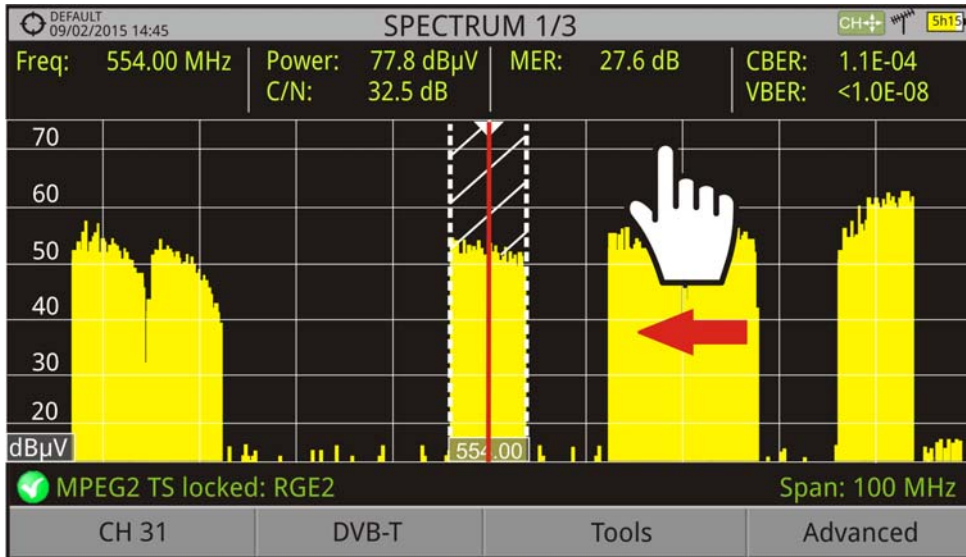 DEFAULT
09/02/2015 14:45
SPECTRUM 1/3
CH
5h15
Freq: 554.00 MHz
Power: 77.8 dBµV
C/N: 32.5 dB
MER: 27.6 dB
CBER: 1.1E-04
VBER: <1.0E-08
70
60
50
40
30
20
dBµV
554.00
MPEG2 TS locked: RGE2
Span: 100 MHz
CH 31
DVB-T
Tools
Advanced